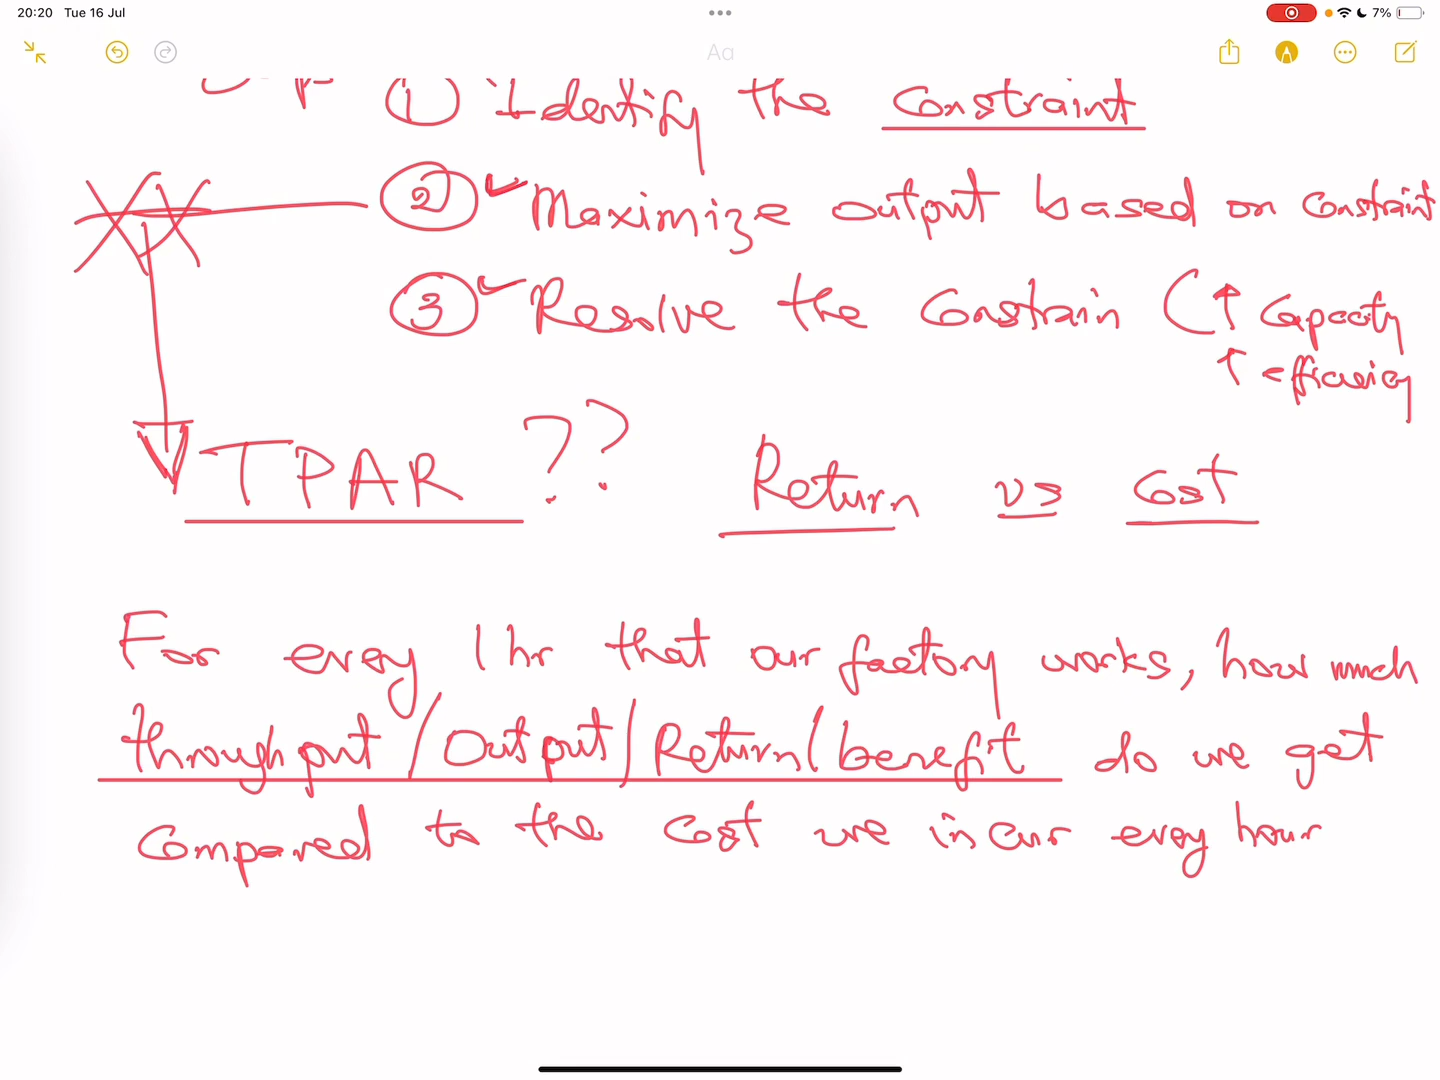 20:20 Tue 16 Jul
7%
Aa
① Identify the Constraint
② ✓ Maximize output based on Constraint
③ ✓ Resolve the Constrain (↑ Capacity
↑ efficiency
TPAR ?? Return vs Cost
For every 1 hr that our factory works, how much
throughput / Output / Return / benefit do we get
Compared to the Cost we incur every hour